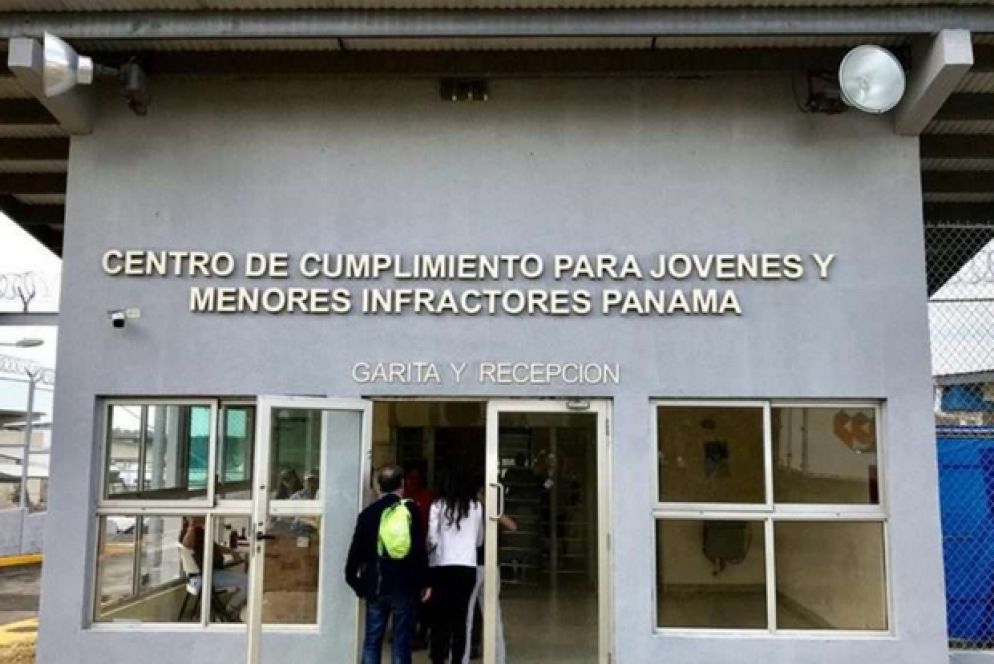 CENTRO DE CUMPLIMIENTO PARA JOVENES Y
MENORES INFRACTORES PANAMA
GARITA Y RECEPCION